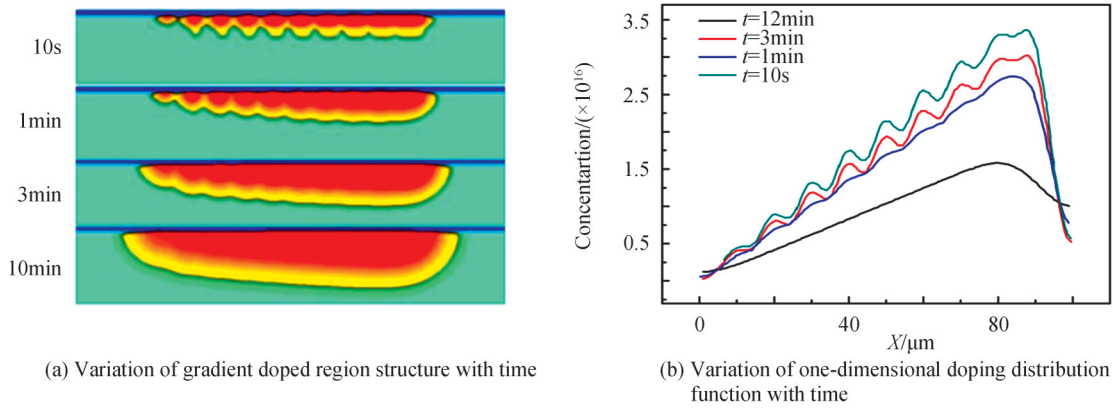 10s
1min
3min
10min
(a) Variation of gradient doped region structure with time
t=12min
t=3min
t=1min
t=10s
Concentartion/(×10¹⁶)
3.5
2.5
1.5
0.5
0
40
80
X/μm
(b) Variation of one-dimensional doping distribution
function with time